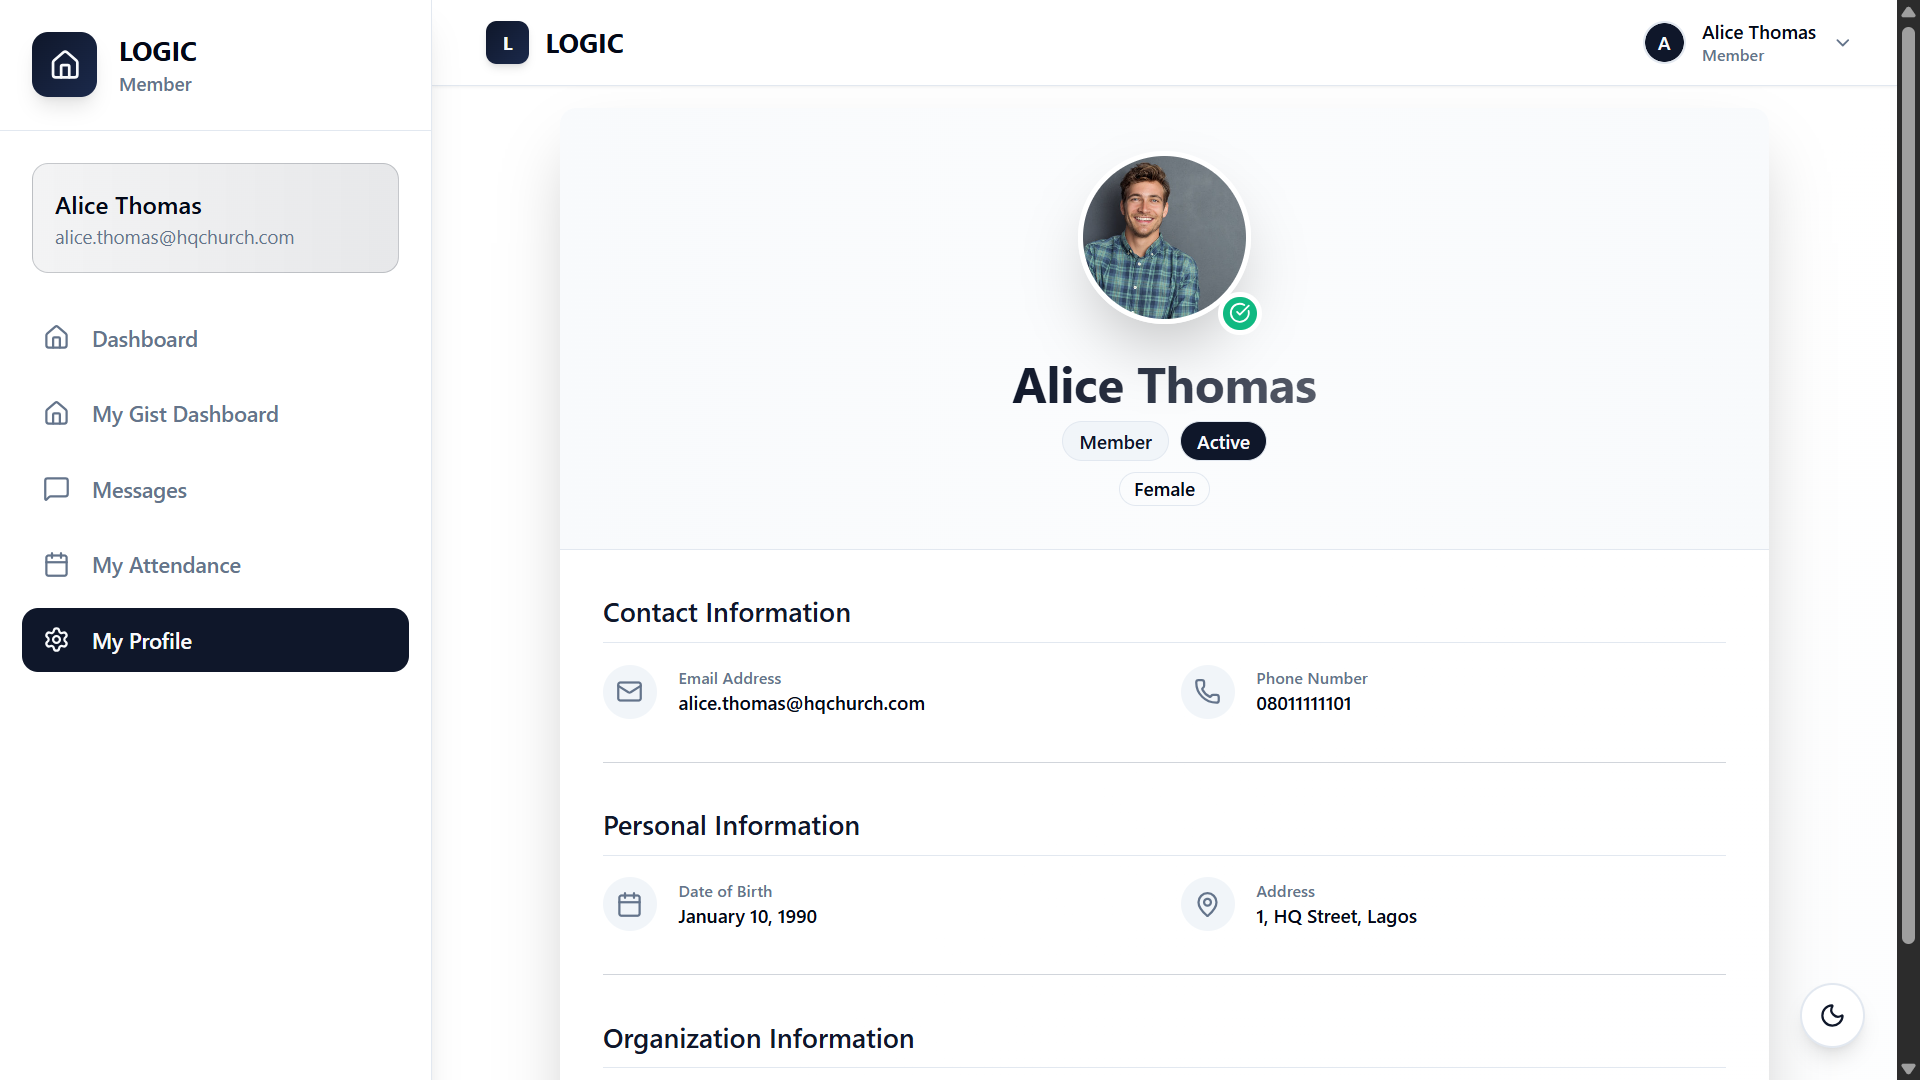 LOGIC
Member
Alice Thomas
alice.thomas@hqchurch.com
Dashboard
My Gist Dashboard
Messages
My Attendance
My Profile
L
LOGIC
A
Alice Thomas
Member
Alice Thomas
Member
Active
Female
Contact Information
Email Address
alice.thomas@hqchurch.com
Phone Number
08011111101
Personal Information
Date of Birth
January 10, 1990
Address
1, HQ Street, Lagos
Organization Information